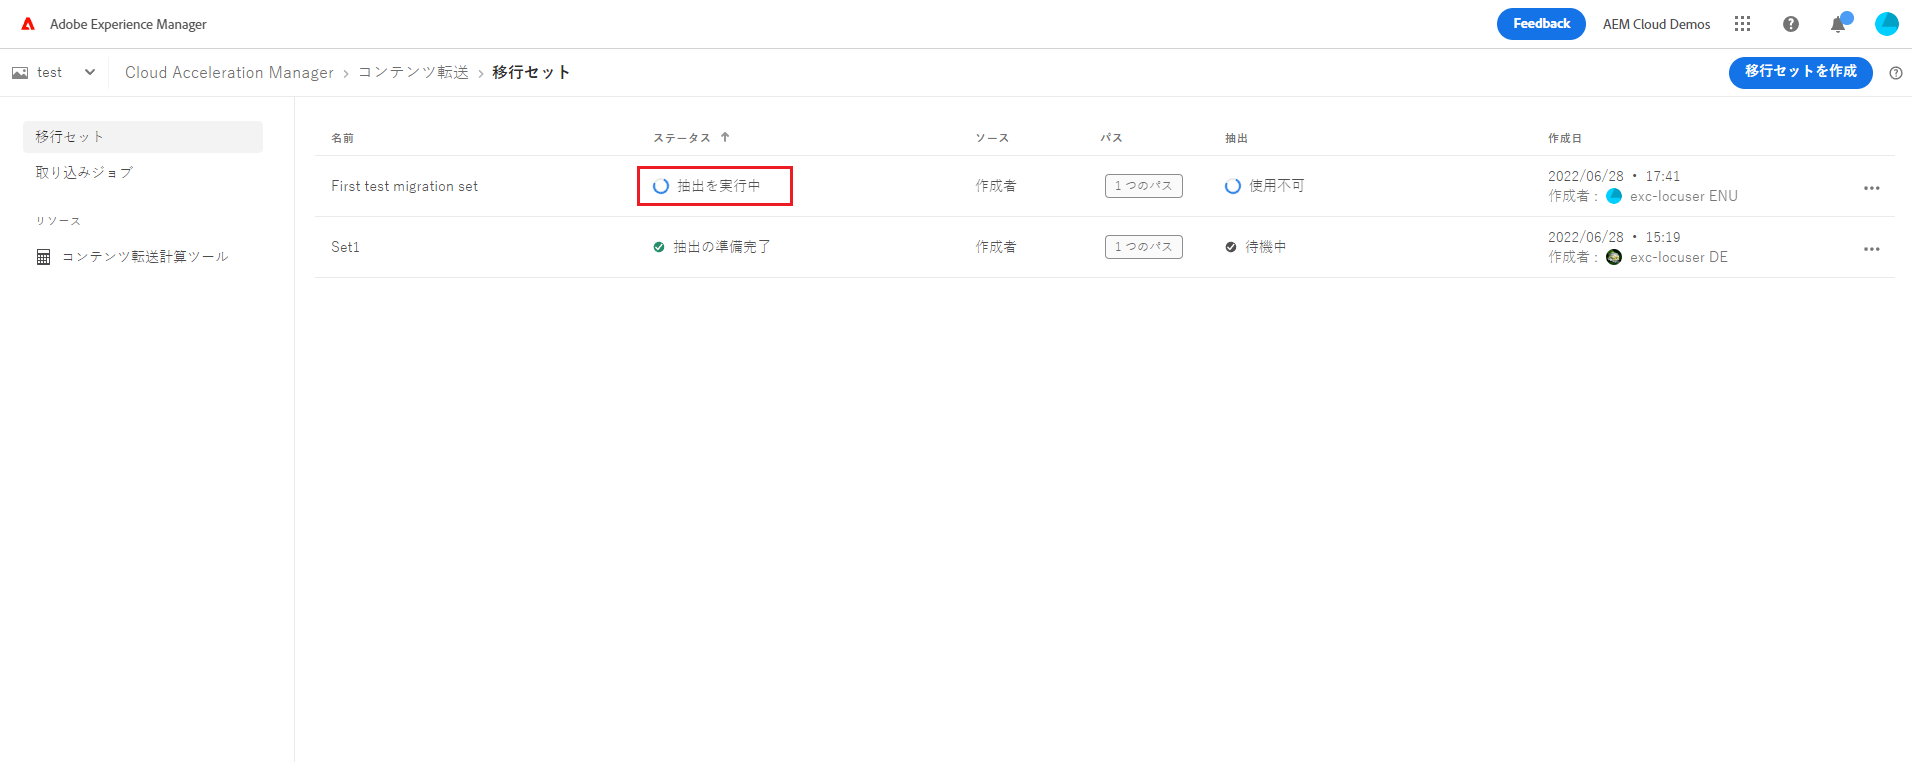 Adobe Experience Manager
Feedback
AEM Cloud Demos
test
Cloud Acceleration Manager › コンテンツ転送 › 移行セット
移行セットを作成
移行セット
取り込みジョブ
リソース
コンテンツ転送計算ツール
名前 ステータス ↑ ソース パス 抽出 作成日
First test migration set 抽出を実行中 作成者 1 つのパス 使用不可 2022/06/28 • 17:41
作成者 : exc-locuser ENU
Set1 抽出の準備完了 作成者 1 つのパス 待機中 2022/06/28 • 15:19
作成者 : exc-locuser DE